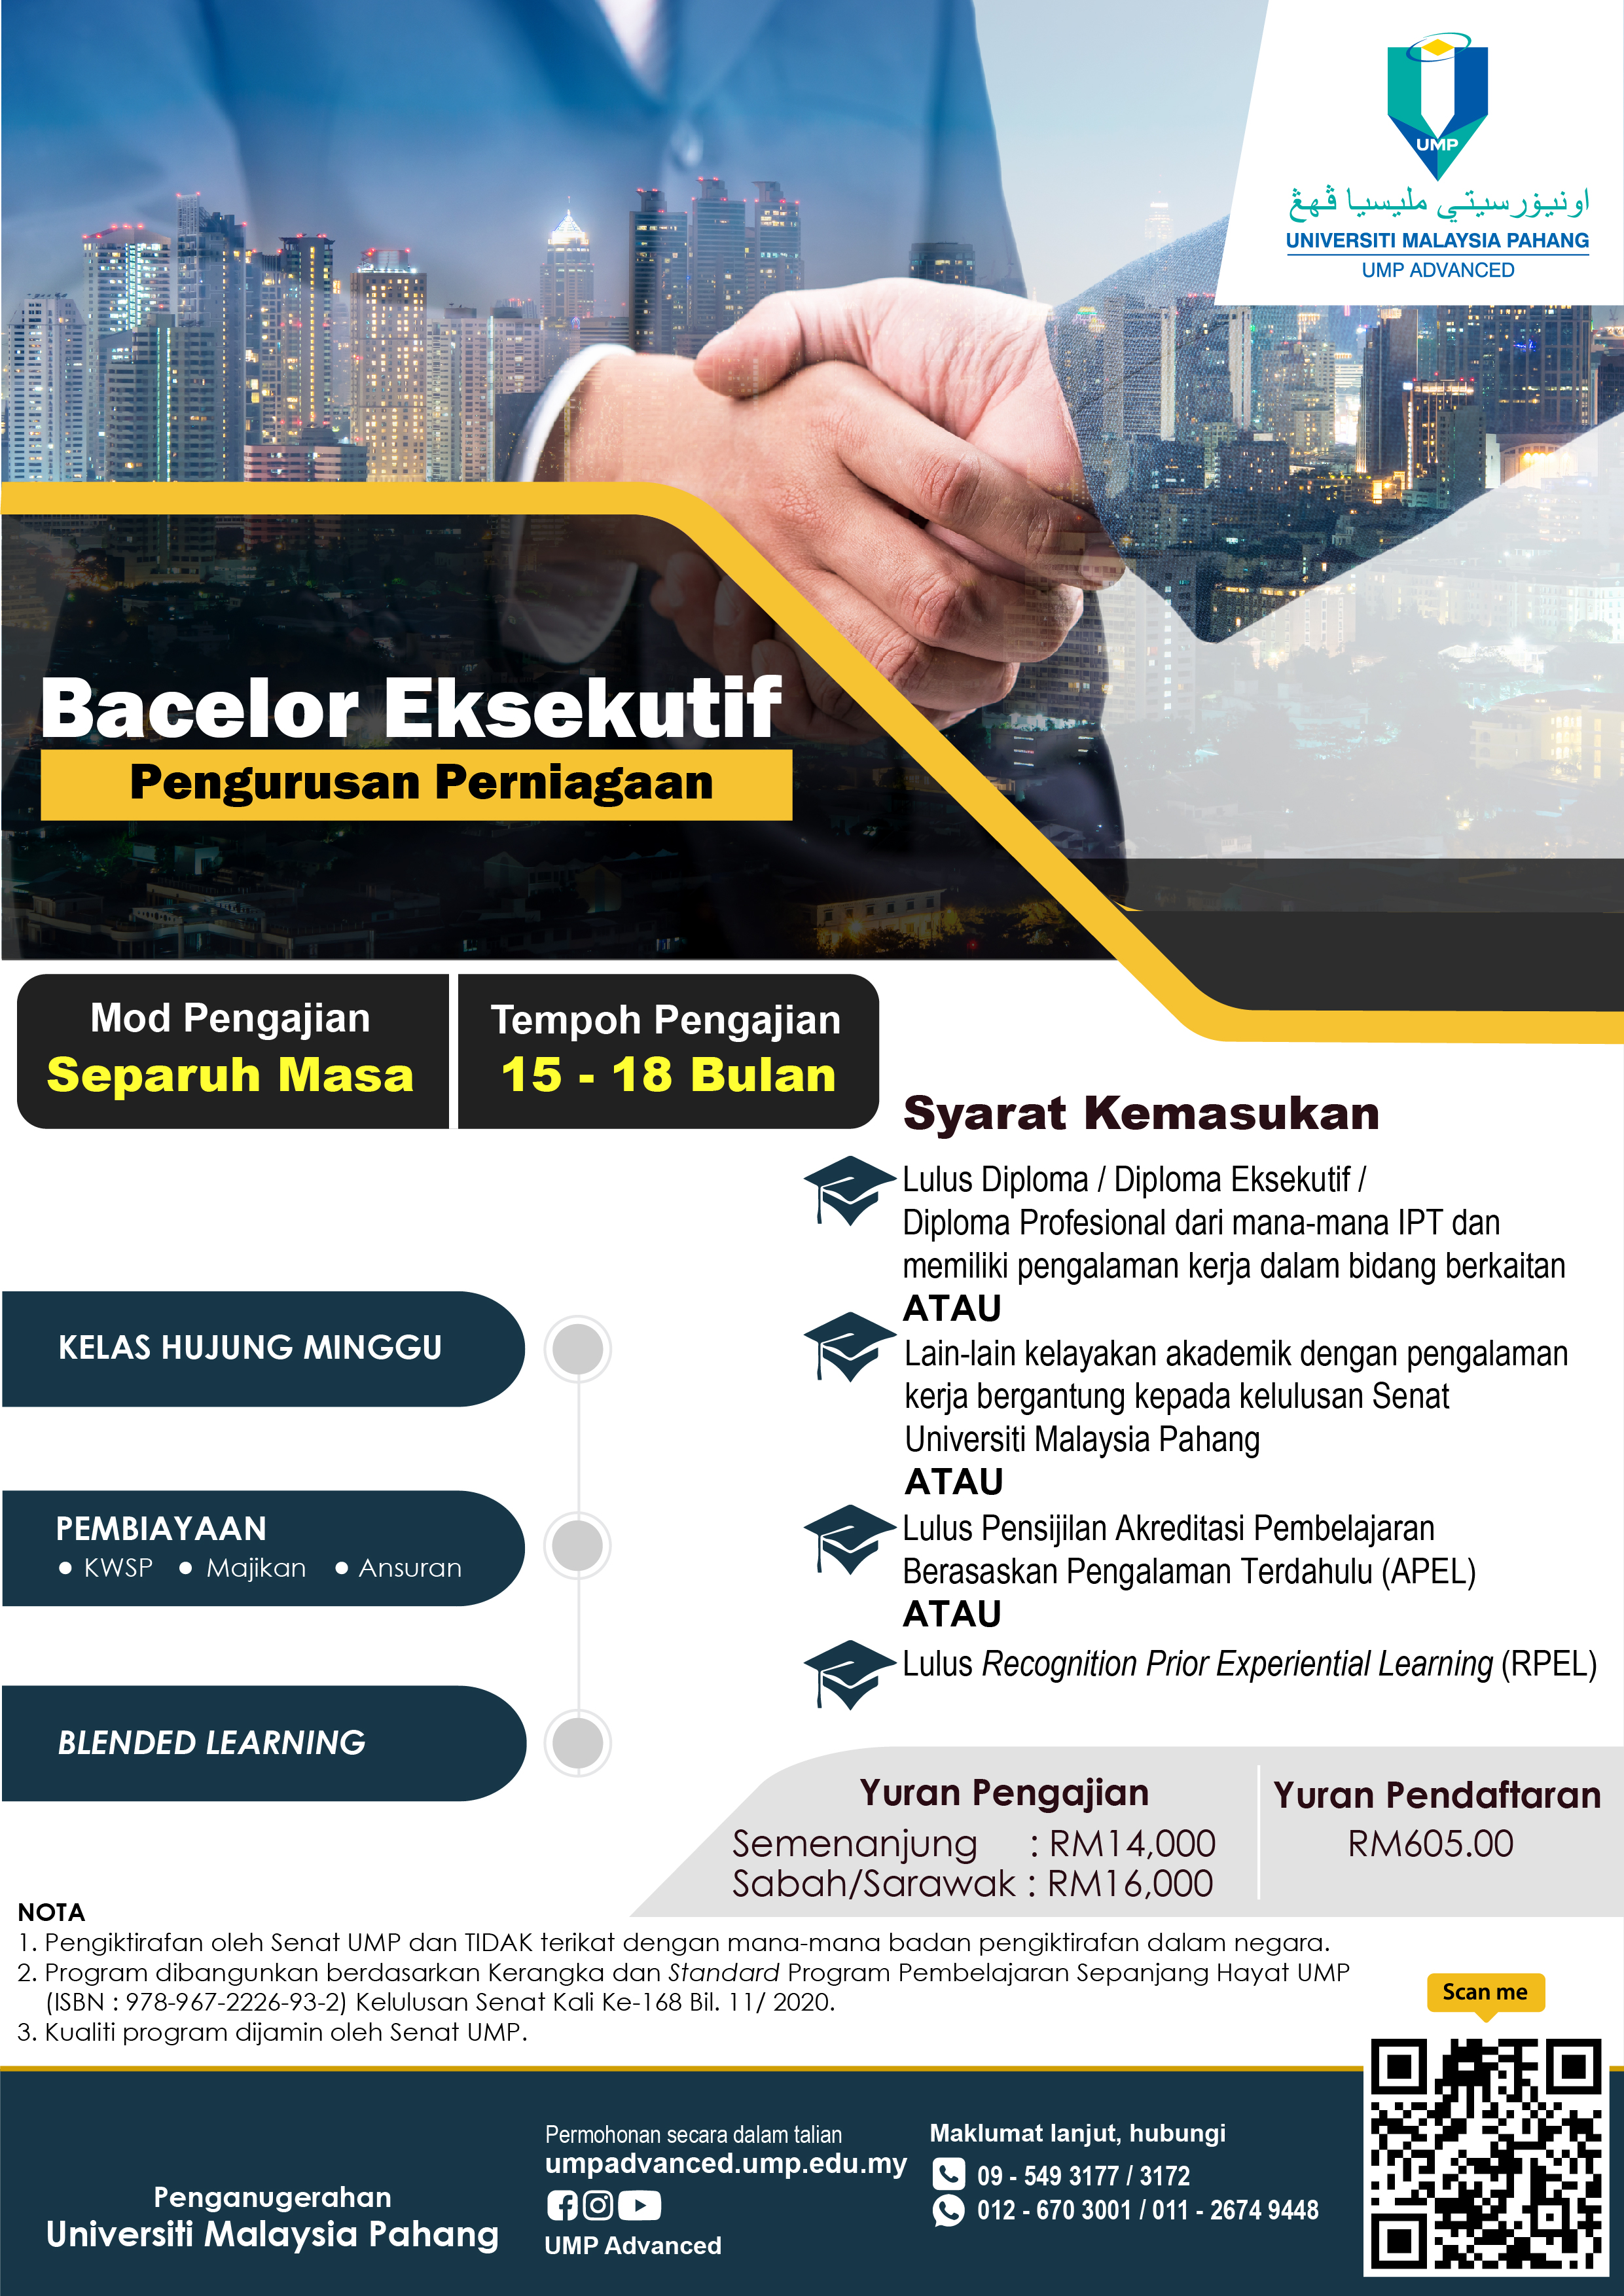 UMP
اونيۏرسيتي مليسيا ڤهڠ
UNIVERSITI MALAYSIA PAHANG
UMP ADVANCED
Bacelor Eksekutif
Pengurusan Perniagaan
Mod Pengajian
Separuh Masa
Tempoh Pengajian
15 - 18 Bulan
Syarat Kemasukan
Lulus Diploma / Diploma Eksekutif /
Diploma Profesional dari mana-mana IPT dan
memiliki pengalaman kerja dalam bidang berkaitan
ATAU
Lain-lain kelayakan akademik dengan pengalaman
kerja bergantung kepada kelulusan Senat
Universiti Malaysia Pahang
ATAU
Lulus Pensijilan Akreditasi Pembelajaran
Berasaskan Pengalaman Terdahulu (APEL)
ATAU
Lulus Recognition Prior Experiential Learning (RPEL)
KELAS HUJUNG MINGGU
PEMBIAYAAN
• KWSP • Majikan • Ansuran
BLENDED LEARNING
Yuran Pengajian
Semenanjung : RM14,000
Sabah/Sarawak : RM16,000
Yuran Pendaftaran
RM605.00
NOTA
1. Pengiktirafan oleh Senat UMP dan TIDAK terikat dengan mana-mana badan pengiktirafan dalam negara.
2. Program dibangunkan berdasarkan Kerangka dan Standard Program Pembelajaran Sepanjang Hayat UMP
(ISBN : 978-967-2226-93-2) Kelulusan Senat Kali Ke-168 Bil. 11/ 2020.
3. Kualiti program dijamin oleh Senat UMP.
Scan me
Penganugerahan
Universiti Malaysia Pahang
Permohonan secara dalam talian
umpadvanced.ump.edu.my
UMP Advanced
Maklumat lanjut, hubungi
09 - 549 3177 / 3172
012 - 670 3001 / 011 - 2674 9448